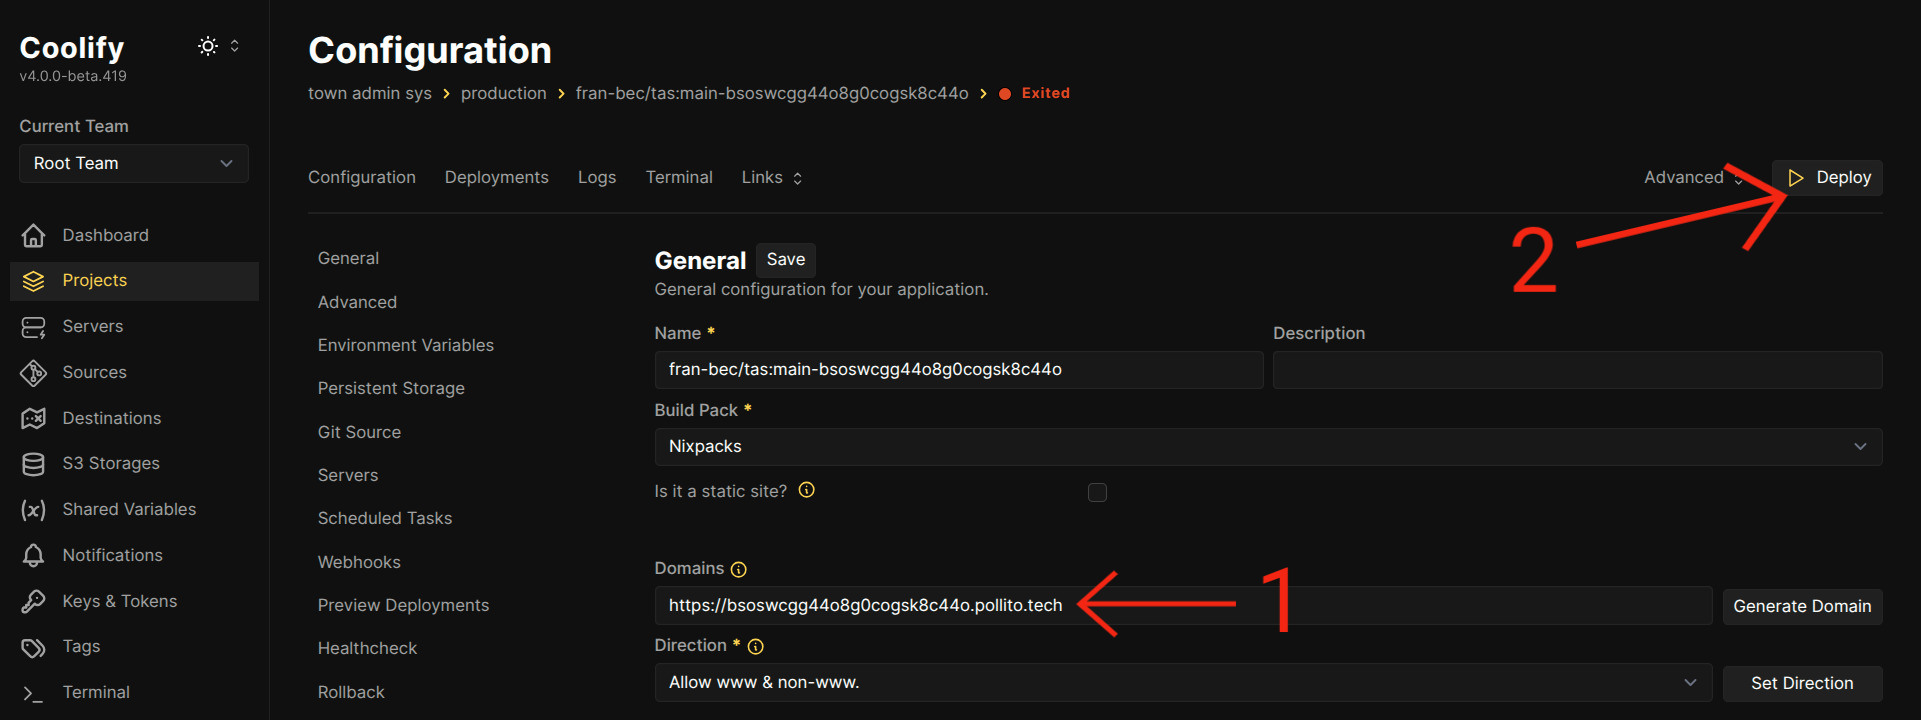 Coolify
v4.0.0-beta.419
Current Team
Root Team
Dashboard
Projects
Servers
Sources
Destinations
S3 Storages
Shared Variables
Notifications
Keys & Tokens
Tags
Terminal
Configuration
town admin sys > production > fran-bec/tas:main-bsoswcgg44o8g0cogsk8c44o > Exited
Configuration Deployments Logs Terminal Links Advanced Deploy
2
General
Advanced
Environment Variables
Persistent Storage
Git Source
Servers
Scheduled Tasks
Webhooks
Preview Deployments
Healthcheck
Rollback
General Save
General configuration for your application.
Name * Description
fran-bec/tas:main-bsoswcgg44o8g0cogsk8c44o
Build Pack *
Nixpacks
Is it a static site?
Domains
https://bsoswcgg44o8g0cogsk8c44o.pollito.tech 1 Generate Domain
Direction *
Allow www & non-www. Set Direction